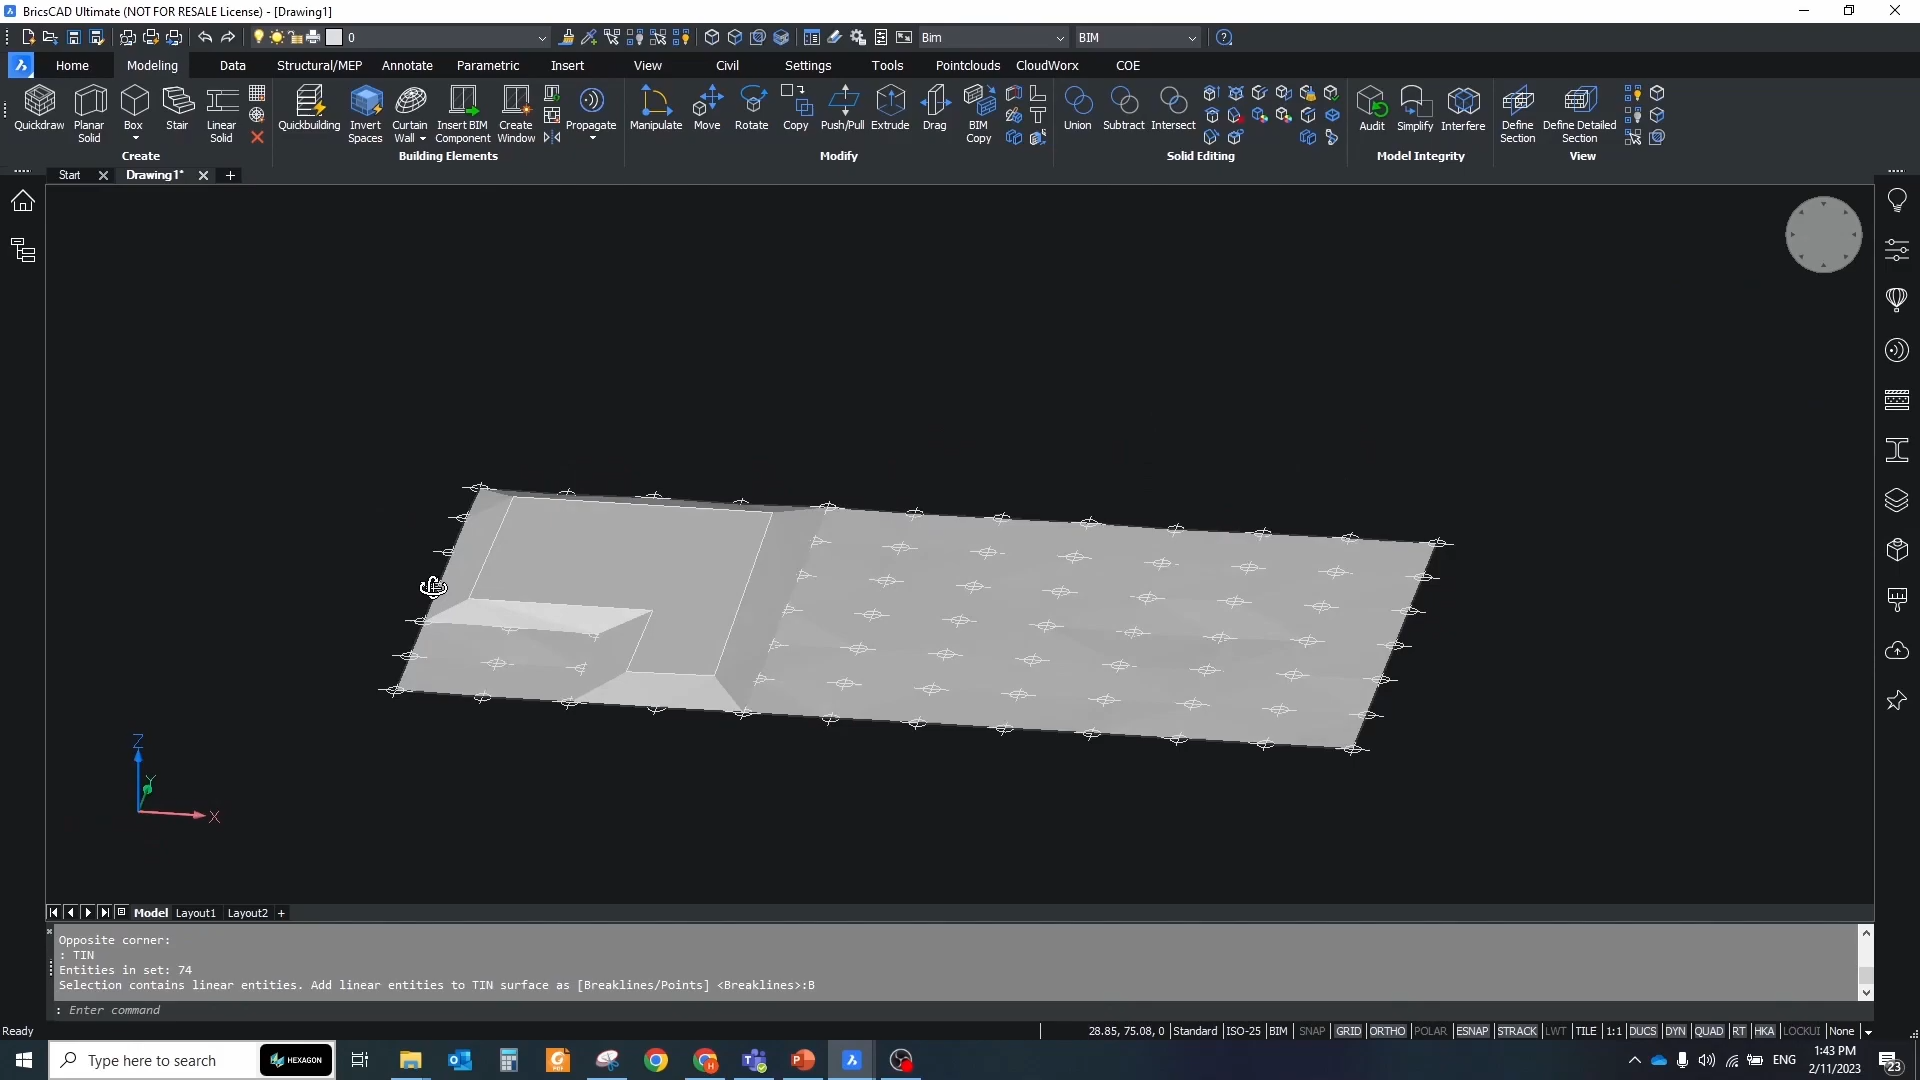 BricsCAD Ultimate (NOT FOR RESALE License) - [Drawing1]
0
Bim
BIM
Home Modeling Data Structural/MEP Annotate Parametric Insert View Civil Settings Tools Pointclouds CloudWorx COE
Quickdraw
Planar Solid
Box
Stair
Linear Solid
Quickbuilding
Invert Spaces
Curtain Wall
Insert BIM Component
Create Window
Propagate
Manipulate
Move
Rotate
Copy
Push/Pull
Extrude
Drag
BIM Copy
Union
Subtract
Intersect
Audit
Simplify
Interfere
Define Section
Define Detailed Section
Create
Building Elements
Modify
Solid Editing
Model Integrity
View
Start
Drawing1*
Z
Y
X
Model Layout1 Layout2 +
Opposite corner:
: TIN
Entities in set: 74
Selection contains linear entities. Add linear entities to TIN surface as [Breaklines/Points] <Breaklines>:B
: Enter command
Ready
28.85, 75.08, 0 Standard ISO-25 BIM SNAP GRID ORTHO POLAR ESNAP STRACK LWT TILE 1:1 DUCS DYN QUAD RT HKA LOCKUI None
Type here to search
HEXAGON
ENG
1:43 PM
2/11/2023
23